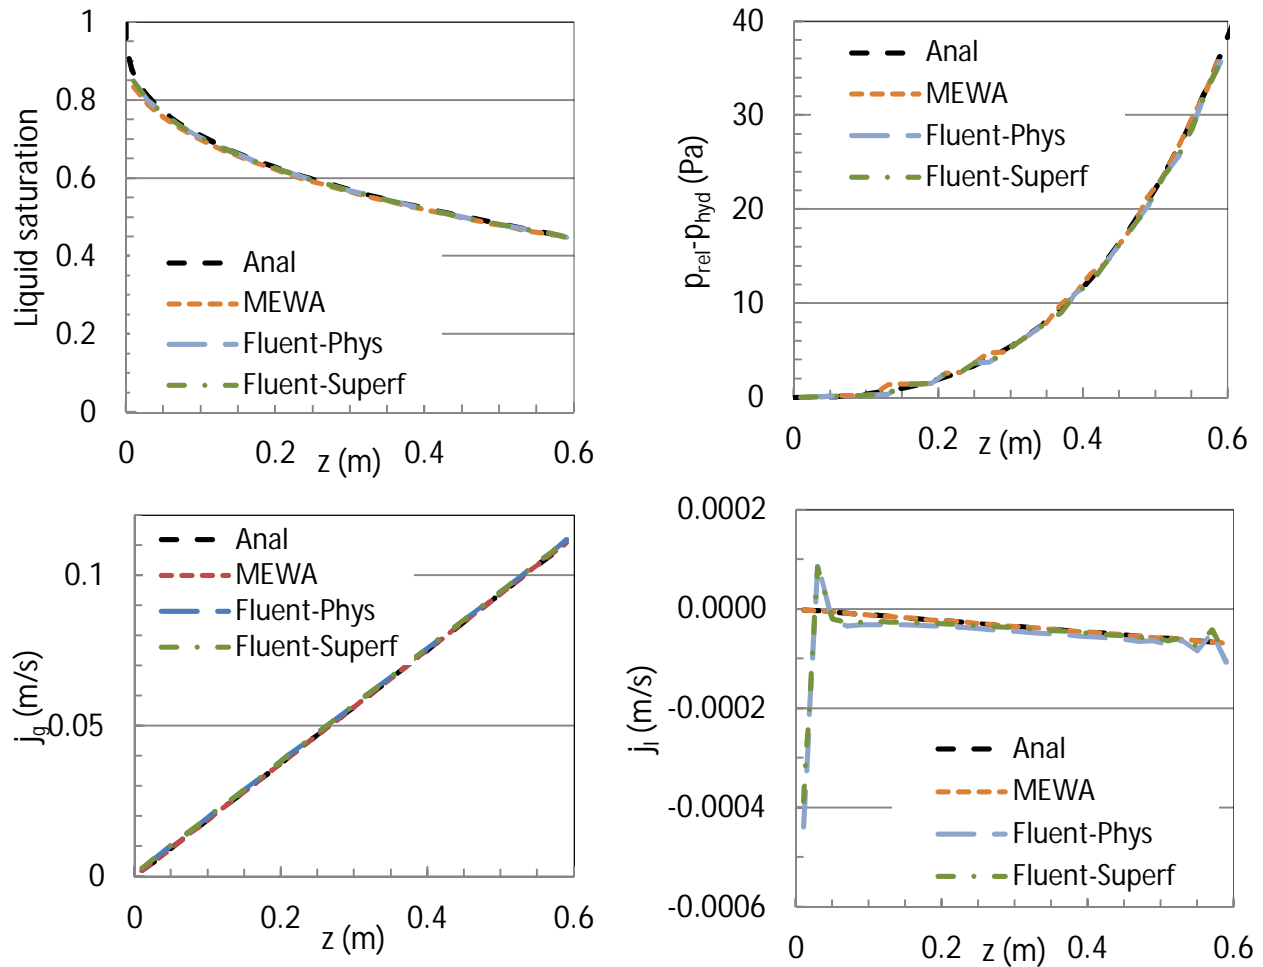 1
0.8
0.6
0.4
0.2
0
Liquid saturation
Anal
MEWA
Fluent-Phys
Fluent-Superf
0 0.2 0.4 0.6
z (m)
40
30
20
10
0
prel-phyd (Pa)
Anal
MEWA
Fluent-Phys
Fluent-Superf
0 0.2 0.4 0.6
z (m)
0.1
0.05
0
jg (m/s)
Anal
MEWA
Fluent-Phys
Fluent-Superf
0 0.2 0.4 0.6
z (m)
0.0002
0.0000
-0.0002
-0.0004
-0.0006
jl (m/s)
Anal
MEWA
Fluent-Phys
Fluent-Superf
0 0.2 0.4 0.6
z (m)